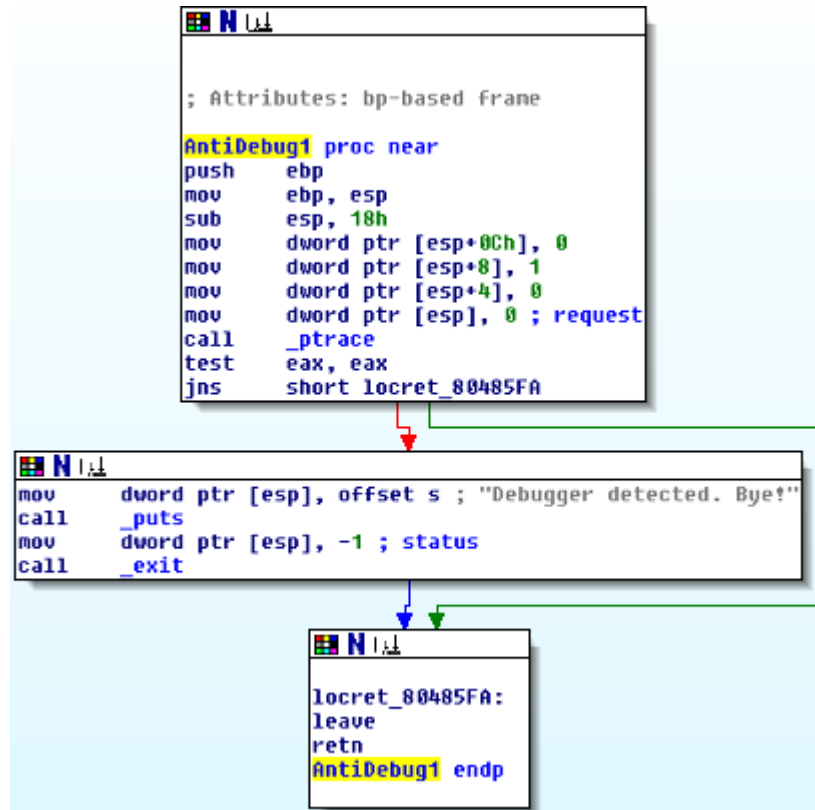 N
; Attributes: bp-based frame
AntiDebug1 proc near
push ebp
mov ebp, esp
sub esp, 18h
mov dword ptr [esp+0Ch], 0
mov dword ptr [esp+8], 1
mov dword ptr [esp+4], 0
mov dword ptr [esp], 0 ; request
call _ptrace
test eax, eax
jns short locret_80485FA
N
mov dword ptr [esp], offset s ; "Debugger detected. Bye!"
call _puts
mov dword ptr [esp], -1 ; status
call _exit
N
locret_80485FA:
leave
retn
AntiDebug1 endp